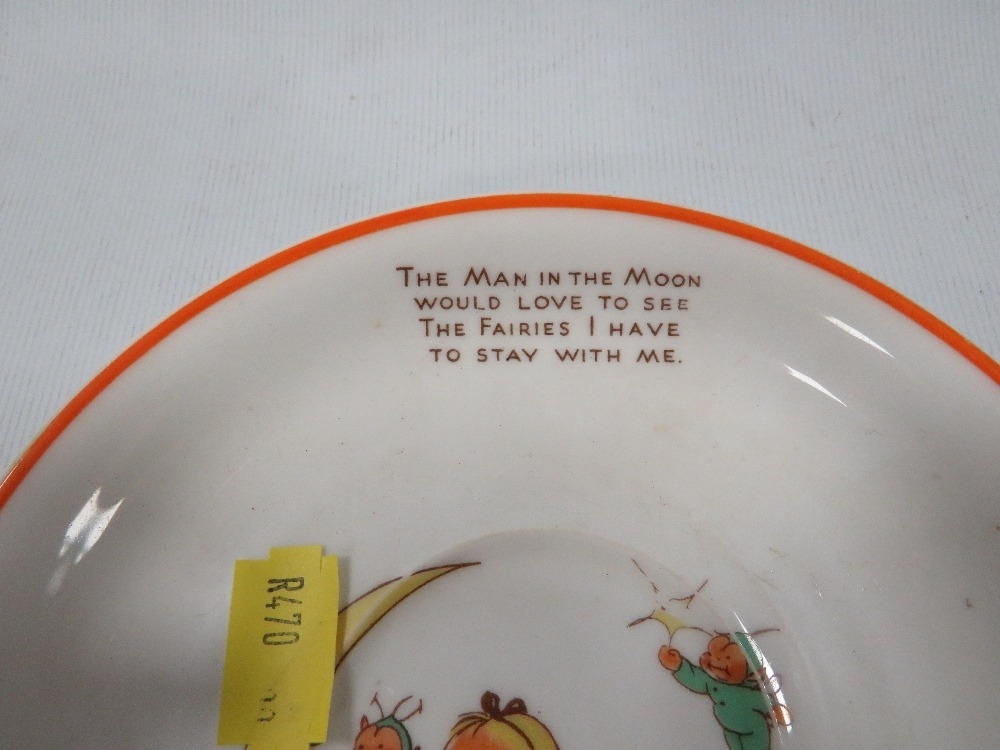 THE MAN IN THE MOON
WOULD LOVE TO SEE
THE FAIRIES I HAVE
TO STAY WITH ME.
R470